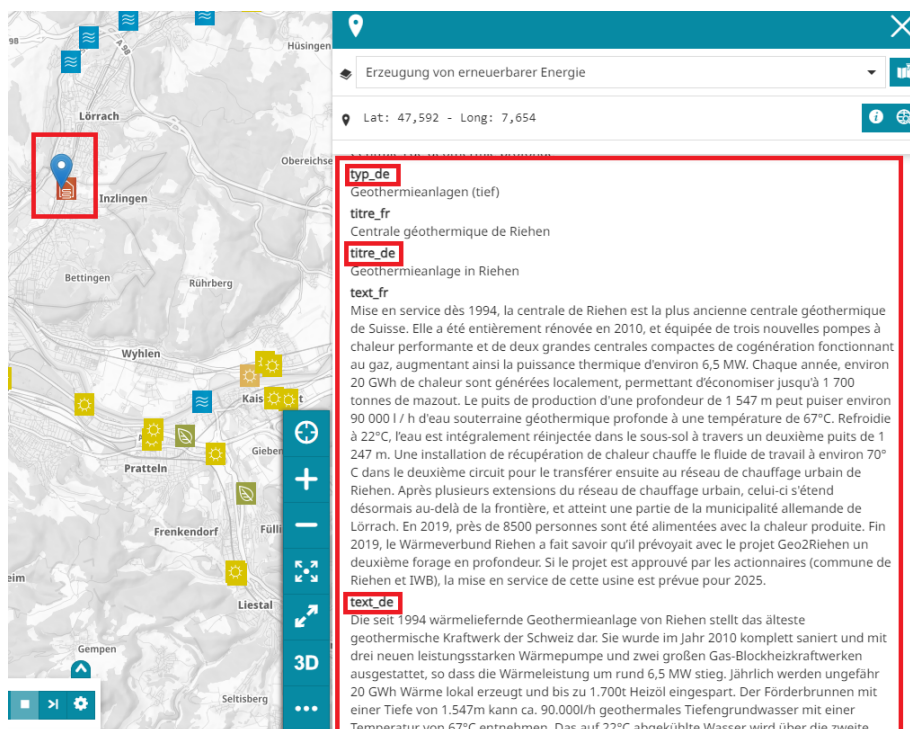 98
A 98
Hüsingen
Lörrach
Obereichse
Inzlingen
Bettingen
Rührberg
Wyhlen
Kais
Gieben
Pratteln
Frenkendorf
Fülli
eim
Liestal
Gempen
Seltisberg
3D
Erzeugung von erneuerbarer Energie
Lat: 47,592 - Long: 7,654
typ_de
Geothermieanlagen (tief)
titre_fr
Centrale géothermique de Riehen
titre_de
Geothermieanlage in Riehen
text_fr
Mise en service dès 1994, la centrale de Riehen est la plus ancienne centrale géothermique
de Suisse. Elle a été entièrement rénovée en 2010, et équipée de trois nouvelles pompes à
chaleur performante et de deux grandes centrales compactes de cogénération fonctionnant
au gaz, augmentant ainsi la puissance thermique d'environ 6,5 MW. Chaque année, environ
20 GWh de chaleur sont générées localement, permettant d'économiser jusqu'à 1 700
tonnes de mazout. Le puits de production d'une profondeur de 1 547 m peut puiser environ
90 000 l / h d'eau souterraine géothermique profonde à une température de 67°C. Refroidie
à 22°C, l'eau est intégralement réinjectée dans le sous-sol à travers un deuxième puits de 1
247 m. Une installation de récupération de chaleur chauffe le fluide de travail à environ 70°
C dans le deuxième circuit pour le transférer ensuite au réseau de chauffage urbain de
Riehen. Après plusieurs extensions du réseau de chauffage urbain, celui-ci s'étend
désormais au-delà de la frontière, et atteint une partie de la municipalité allemande de
Lörrach. En 2019, près de 8500 personnes sont été alimentées avec la chaleur produite. Fin
2019, le Wärmeverbund Riehen a fait savoir qu'il prévoyait avec le projet Geo2Riehen un
deuxième forage en profondeur. Si le projet est approuvé par les actionnaires (commune de
Riehen et IWB), la mise en service de cette usine est prévue pour 2025.
text_de
Die seit 1994 wärmeliefernde Geothermieanlage von Riehen stellt das älteste
geothermische Kraftwerk der Schweiz dar. Sie wurde im Jahr 2010 komplett saniert und mit
drei neuen leistungsstarken Wärmepumpe und zwei großen Gas-Blockheizkraftwerken
ausgestattet, so dass die Wärmeleistung um rund 6,5 MW stieg. Jährlich werden ungefähr
20 GWh Wärme lokal erzeugt und bis zu 1.700t Heizöl eingespart. Der Förderbrunnen mit
einer Tiefe von 1.547m kann ca. 90.000l/h geothermales Tiefengrundwasser mit einer
Temperatur von 67°C entnehmen. Das auf 22°C abgekühlte Wasser wird über die zweite